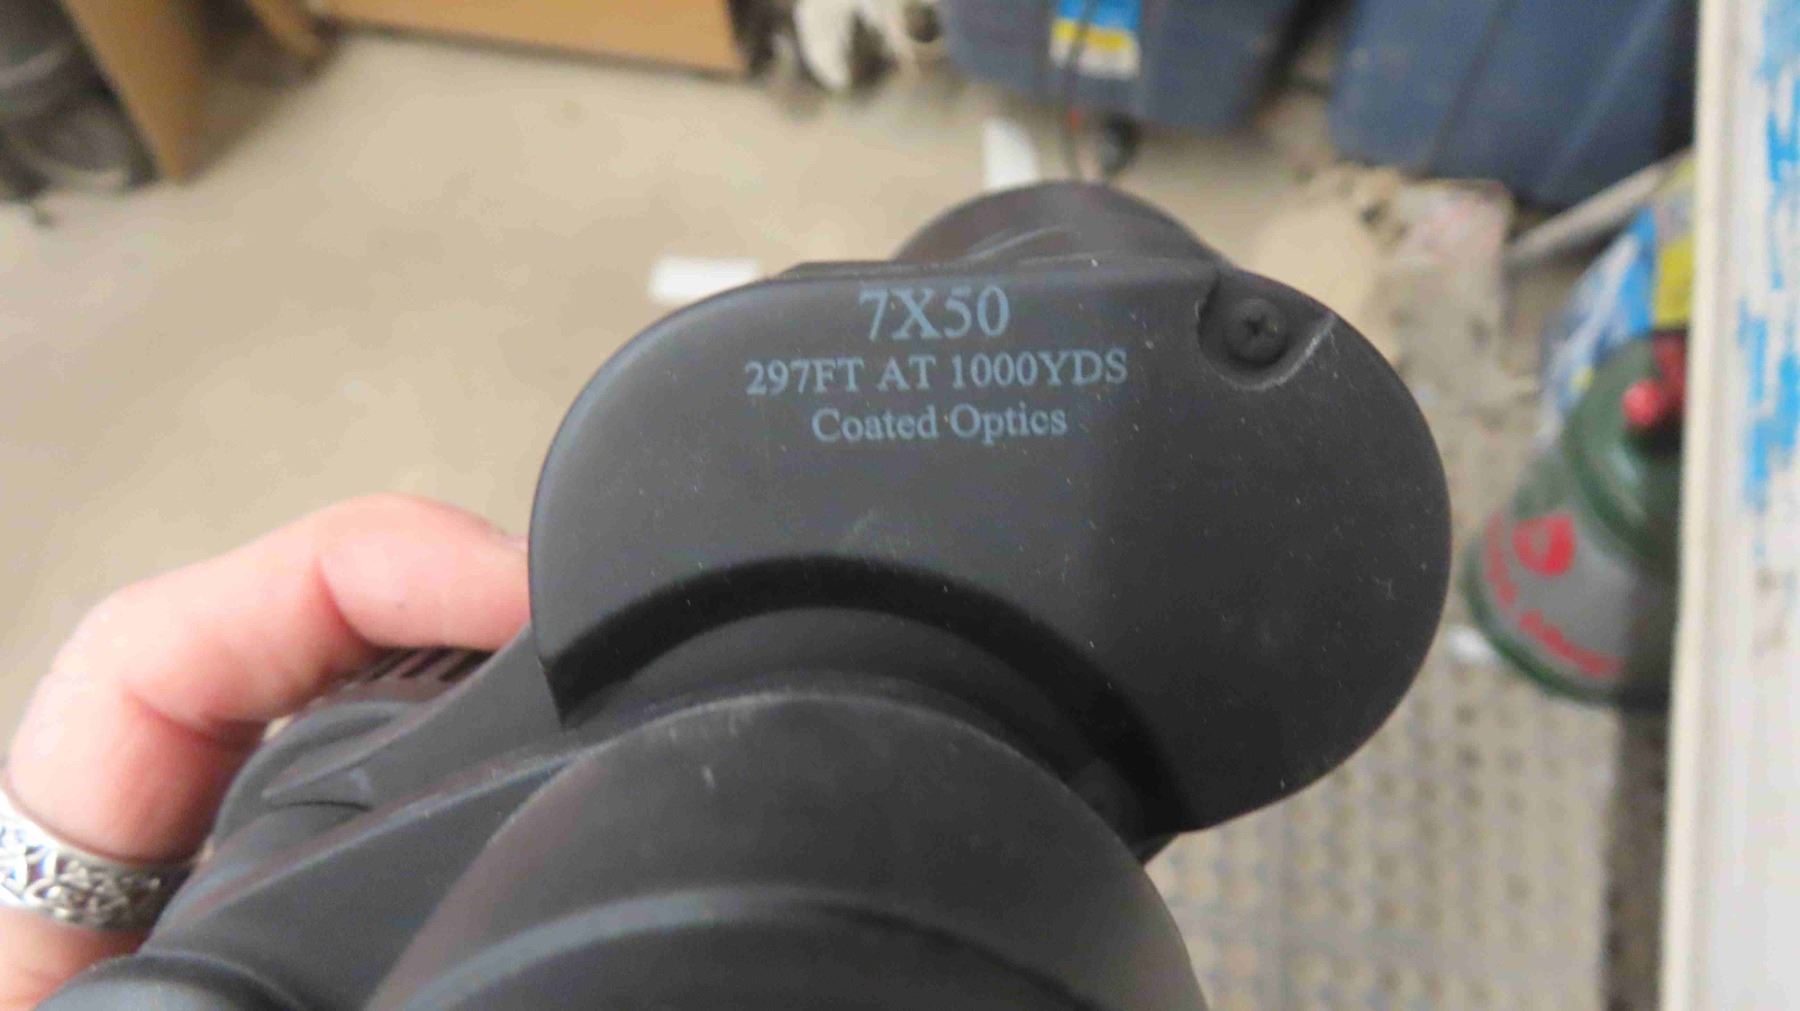 7X50
297FT AT 1000YDS
Coated Optics